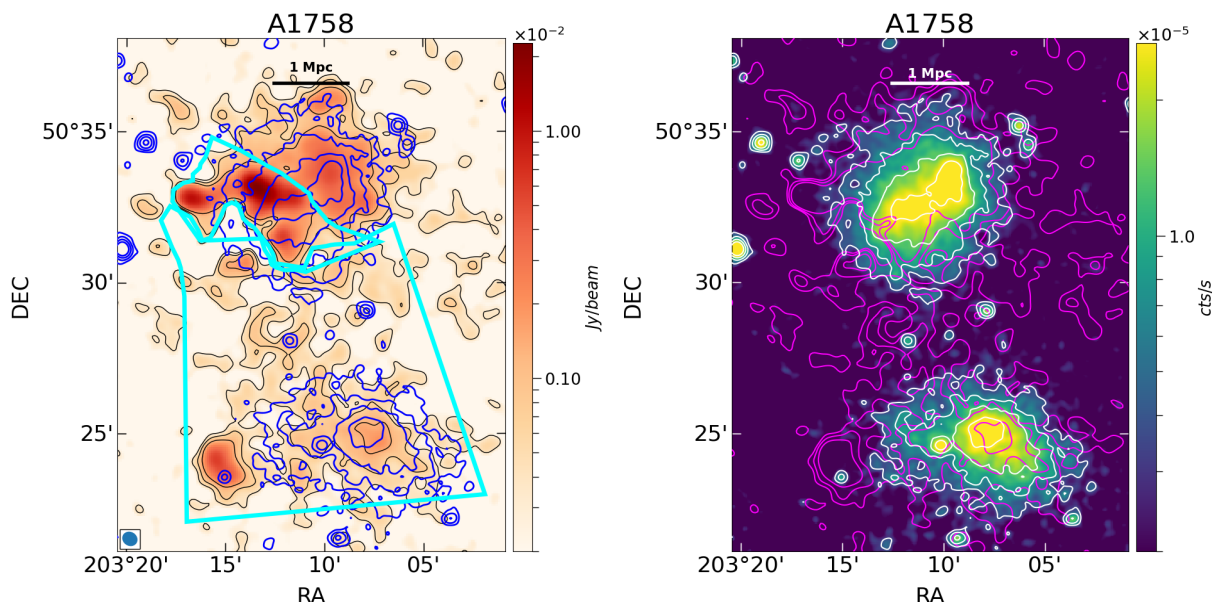 A1758
×10⁻²
1 Mpc
50°35'
30'
25'
DEC
203°20'
15'
10'
05'
RA
1.00
0.10
Jy/beam
A1758
×10⁻⁵
1 Mpc
50°35'
30'
25'
DEC
203°20'
15'
10'
05'
RA
1.0
cts/s